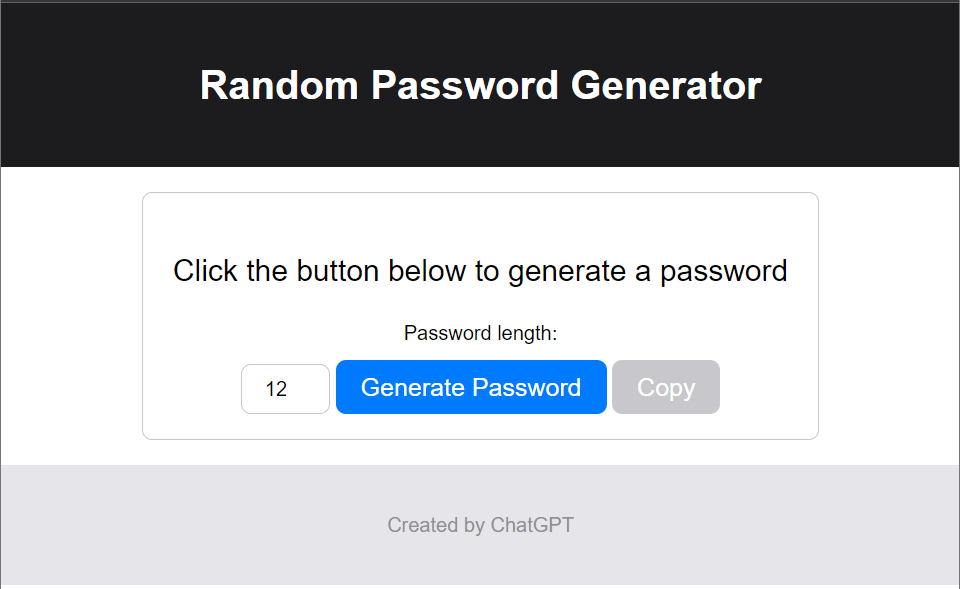 Random Password Generator
Click the button below to generate a password
Password length:
12 Generate Password Copy
Created by ChatGPT